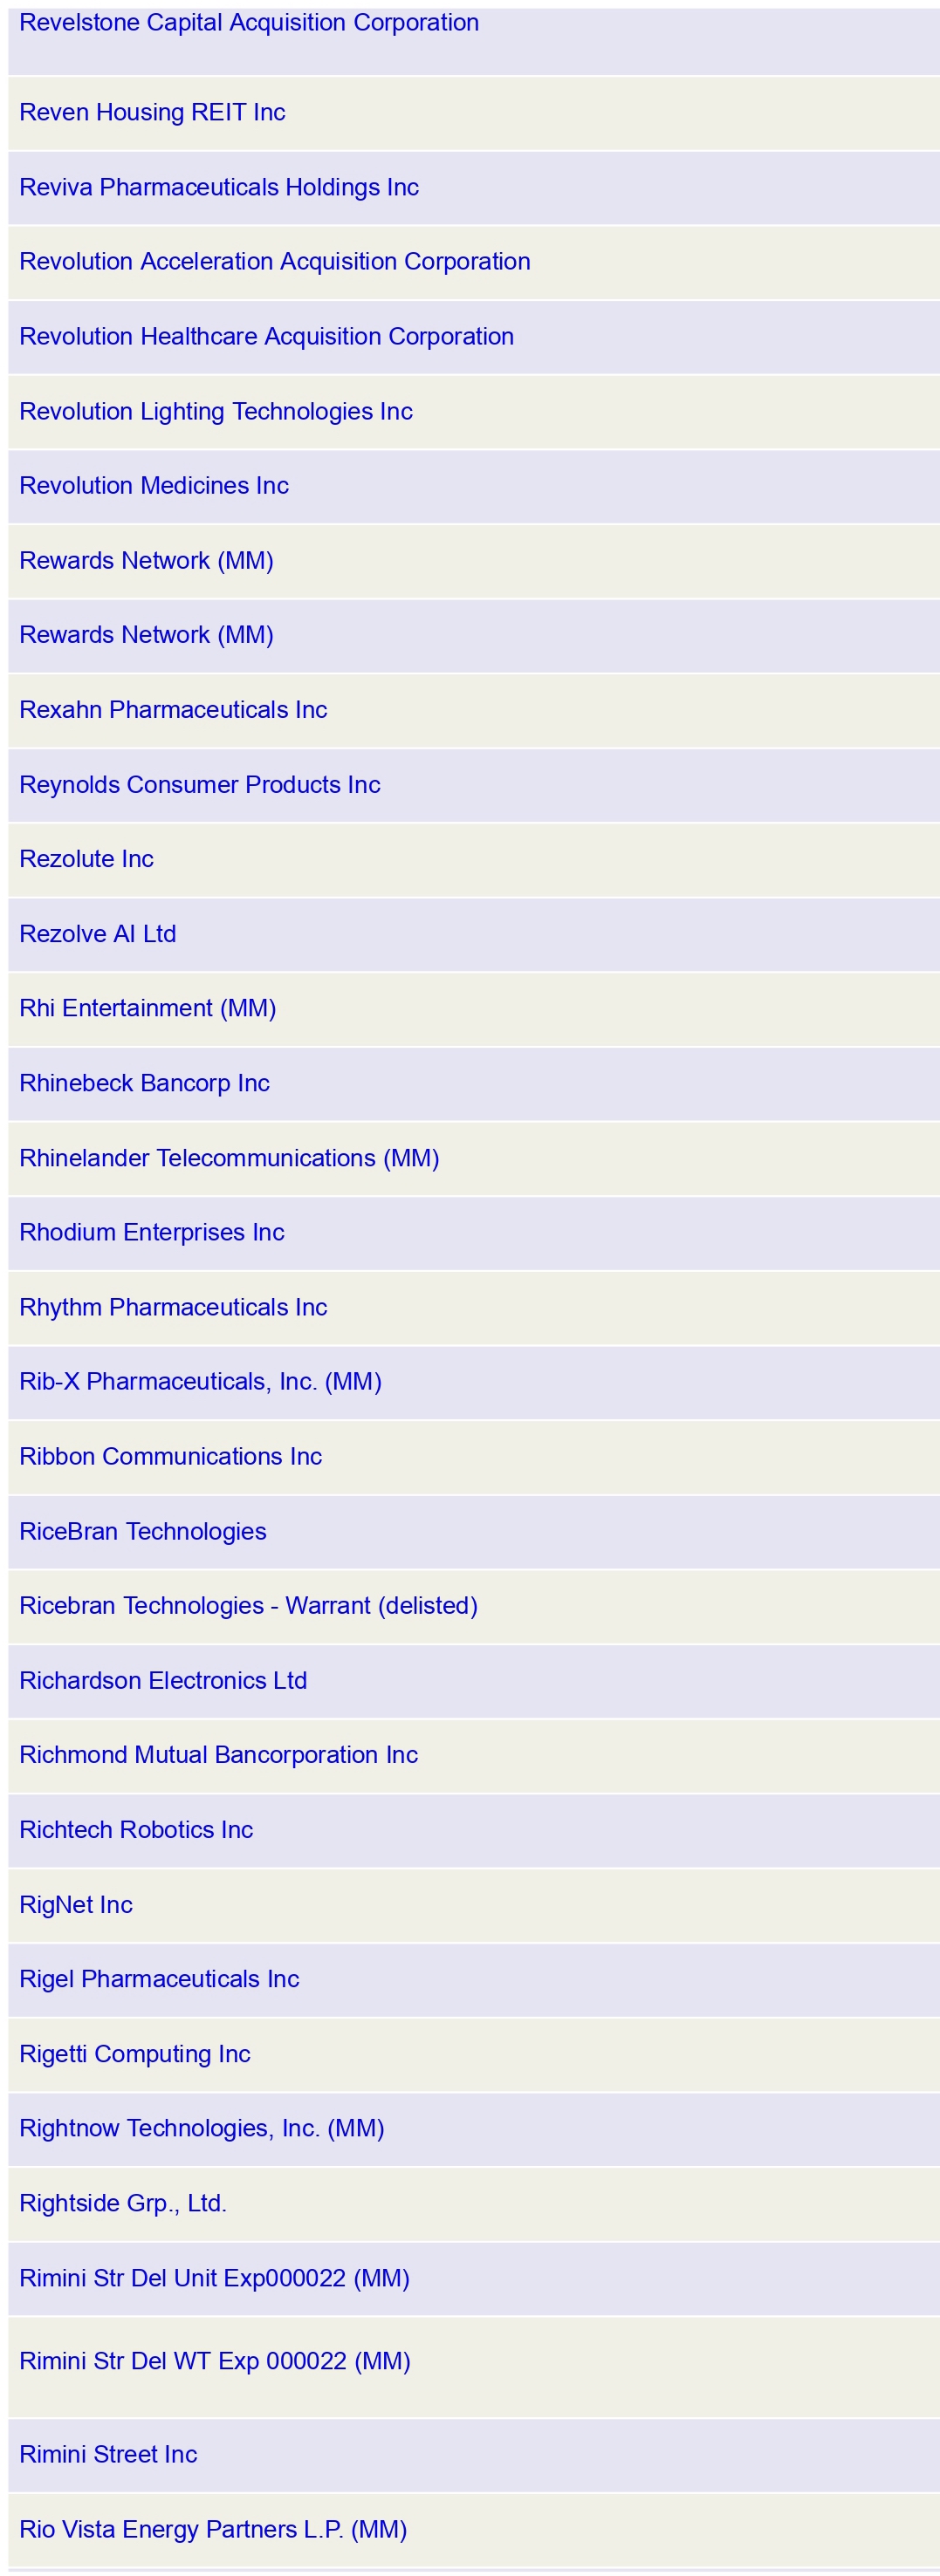 Revelstone Capital Acquisition Corporation
Reven Housing REIT Inc
Reviva Pharmaceuticals Holdings Inc
Revolution Acceleration Acquisition Corporation
Revolution Healthcare Acquisition Corporation
Revolution Lighting Technologies Inc
Revolution Medicines Inc
Rewards Network (MM)
Rewards Network (MM)
Rexahn Pharmaceuticals Inc
Reynolds Consumer Products Inc
Rezolute Inc
Rezolve AI Ltd
Rhi Entertainment (MM)
Rhinebeck Bancorp Inc
Rhinelander Telecommunications (MM)
Rhodium Enterprises Inc
Rhythm Pharmaceuticals Inc
Rib-X Pharmaceuticals, Inc. (MM)
Ribbon Communications Inc
RiceBran Technologies
Ricebran Technologies - Warrant (delisted)
Richardson Electronics Ltd
Richmond Mutual Bancorporation Inc
Richtech Robotics Inc
RigNet Inc
Rigel Pharmaceuticals Inc
Rigetti Computing Inc
Rightnow Technologies, Inc. (MM)
Rightside Grp., Ltd.
Rimini Str Del Unit Exp000022 (MM)
Rimini Str Del WT Exp 000022 (MM)
Rimini Street Inc
Rio Vista Energy Partners L.P. (MM)